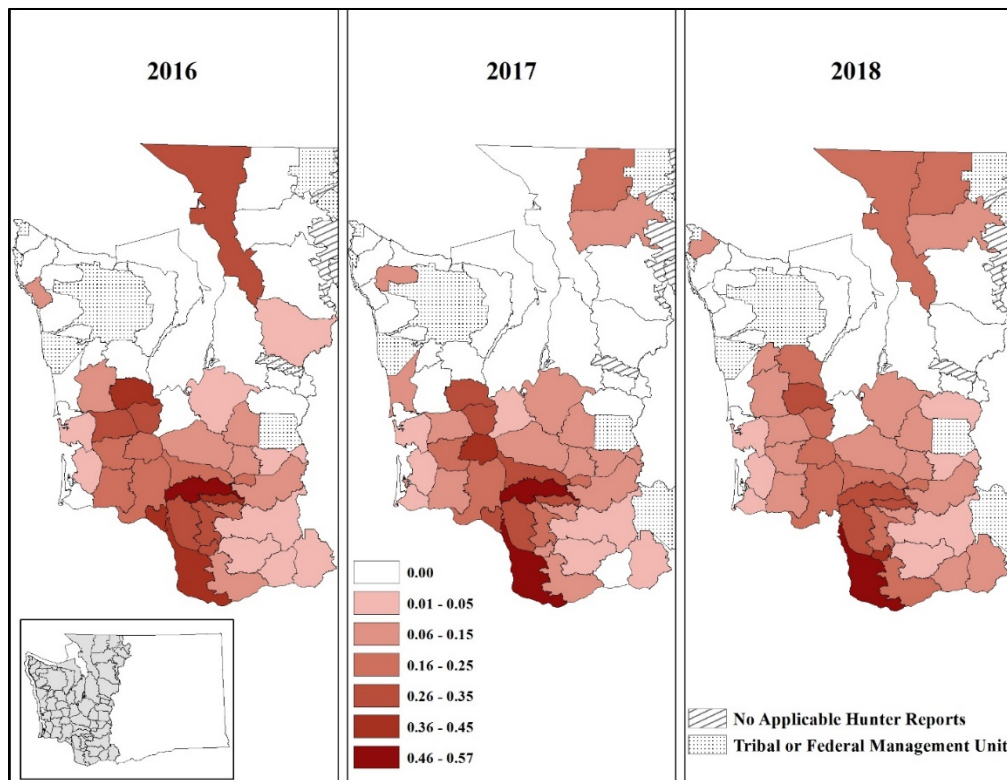 2016
2017
2018
0.00
0.01 - 0.05
0.06 - 0.15
0.16 - 0.25
0.26 - 0.35
0.36 - 0.45
0.46 - 0.57
No Applicable Hunter Reports
Tribal or Federal Management Unit